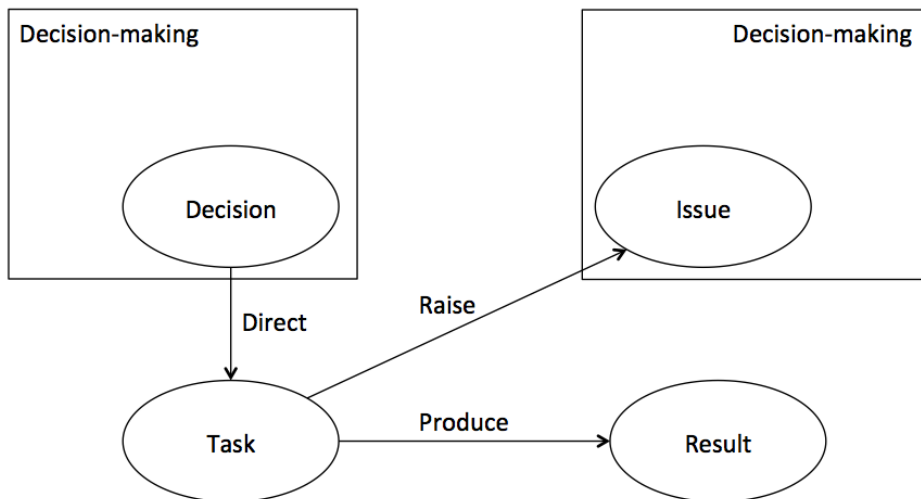 Decision-making
Decision-making
Decision
Issue
Direct
Raise
Task
Produce
Result